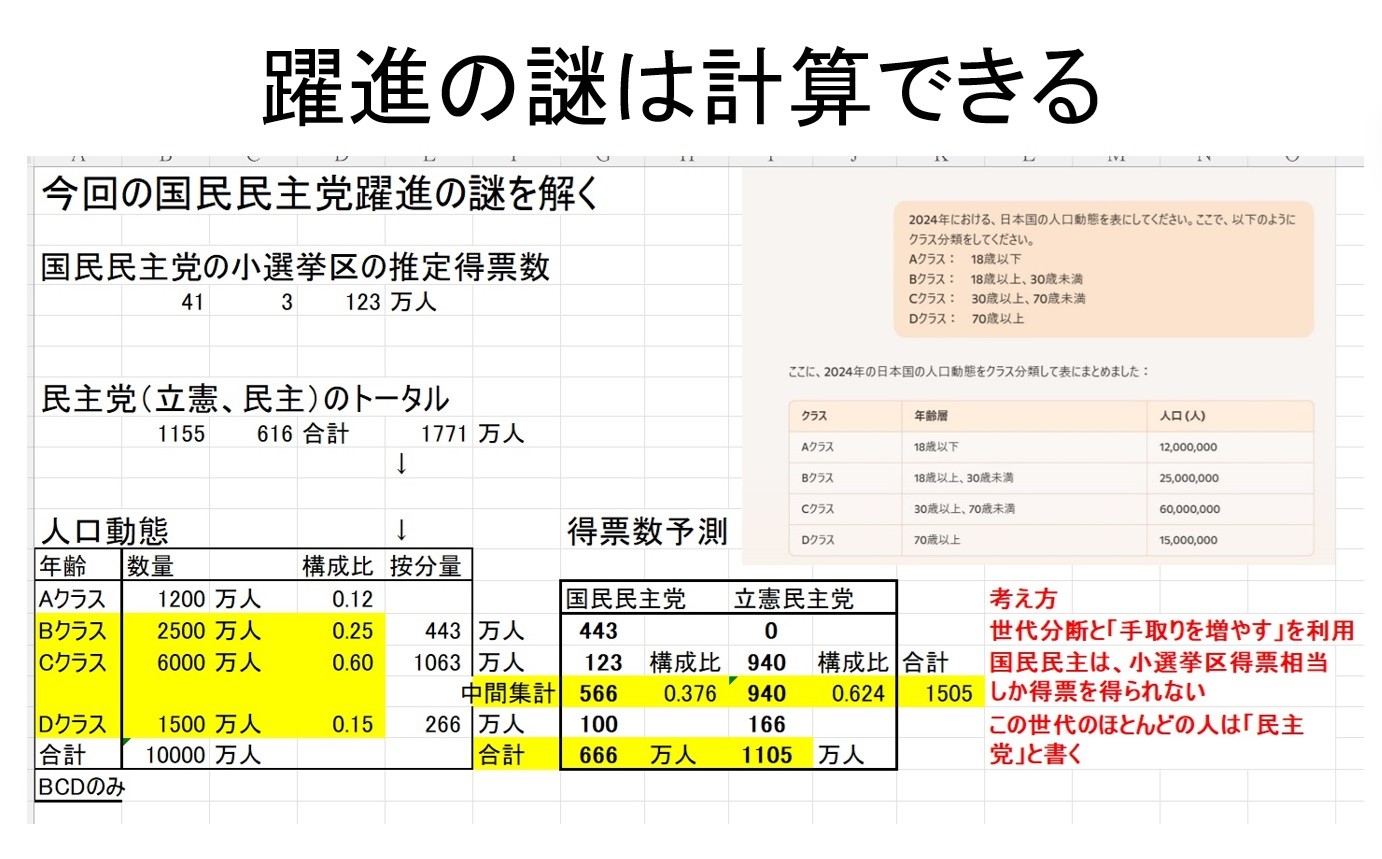 躍進の謎は計算できる
A B C D E F G H I J K L M N O
今回の国民民主党躍進の謎を解く
国民民主党の小選挙区の推定得票数
41 3 123 万人
民主党(立憲、民主)のトータル
1155 616 合計 1771 万人
↓
2024年における、日本国の人口動態を表にしてください。ここで、以下のように
クラス分類をしてください。
Aクラス： 18歳以下
Bクラス： 18歳以上、30歳未満
Cクラス： 30歳以上、70歳未満
Dクラス： 70歳以上
ここに、2024年の日本国の人口動態をクラス分類して表にまとめました：
クラス 年齢層 人口 (人)
Aクラス 18歳以下 12,000,000
Bクラス 18歳以上、30歳未満 25,000,000
Cクラス 30歳以上、70歳未満 60,000,000
Dクラス 70歳以上 15,000,000
人口動態 ↓
年齢 数量 構成比 按分量
Aクラス 1200 万人 0.12
Bクラス 2500 万人 0.25 443 万人
Cクラス 6000 万人 0.60 1063 万人
Dクラス 1500 万人 0.15 266 万人
合計 10000 万人
BCDのみ
得票数予測
国民民主党 立憲民主党
443 0
123 構成比 940 構成比 合計
中間集計 566 0.376 940 0.624 1505
100 166
合計 666 万人 1105 万人
考え方
世代分断と「手取りを増やす」を利用
国民民主は、小選挙区得票相当
しか得票を得られない
この世代のほとんどの人は「民主
党」と書く